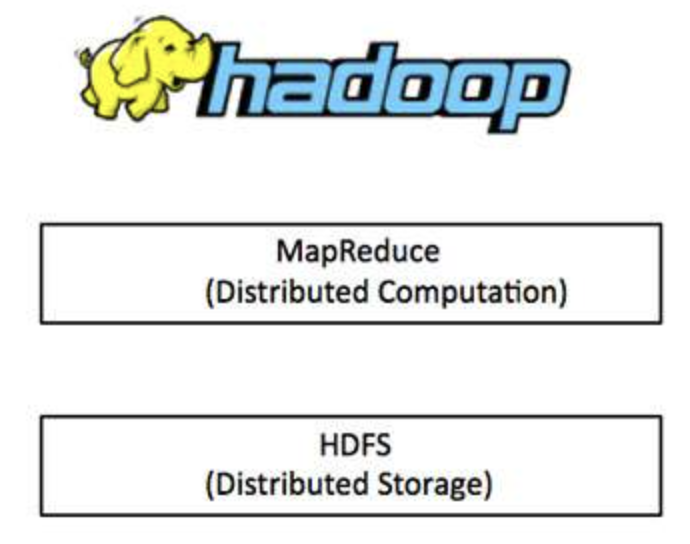 hadoop
MapReduce
(Distributed Computation)
HDFS
(Distributed Storage)